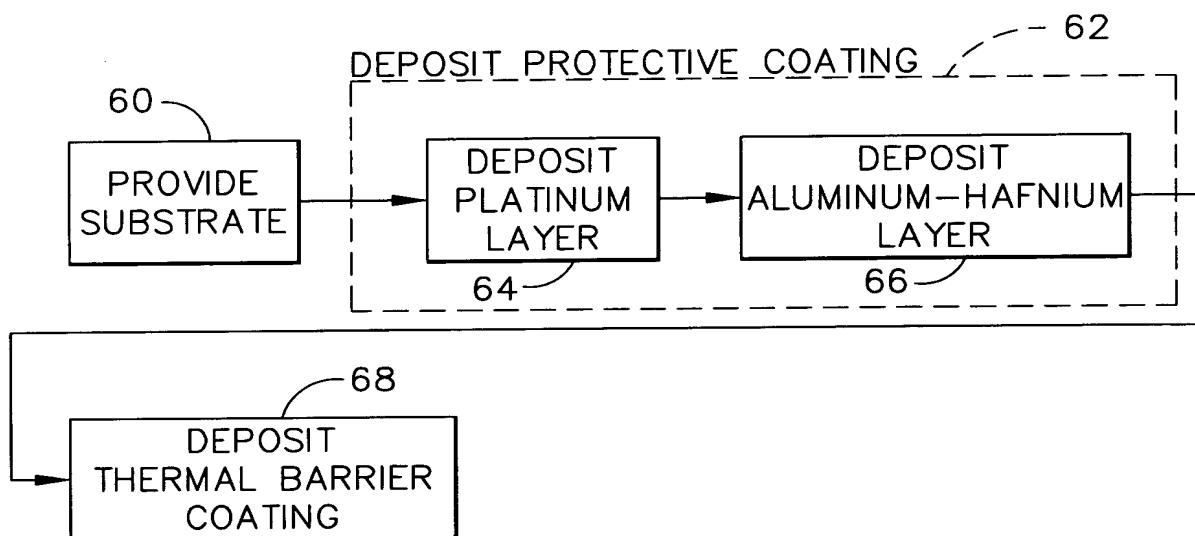 62
DEPOSIT PROTECTIVE COATING
60
PROVIDE
SUBSTRATE
DEPOSIT
PLATINUM
LAYER
64
DEPOSIT
ALUMINUM-HAFNIUM
LAYER
66
68
DEPOSIT
THERMAL BARRIER
COATING